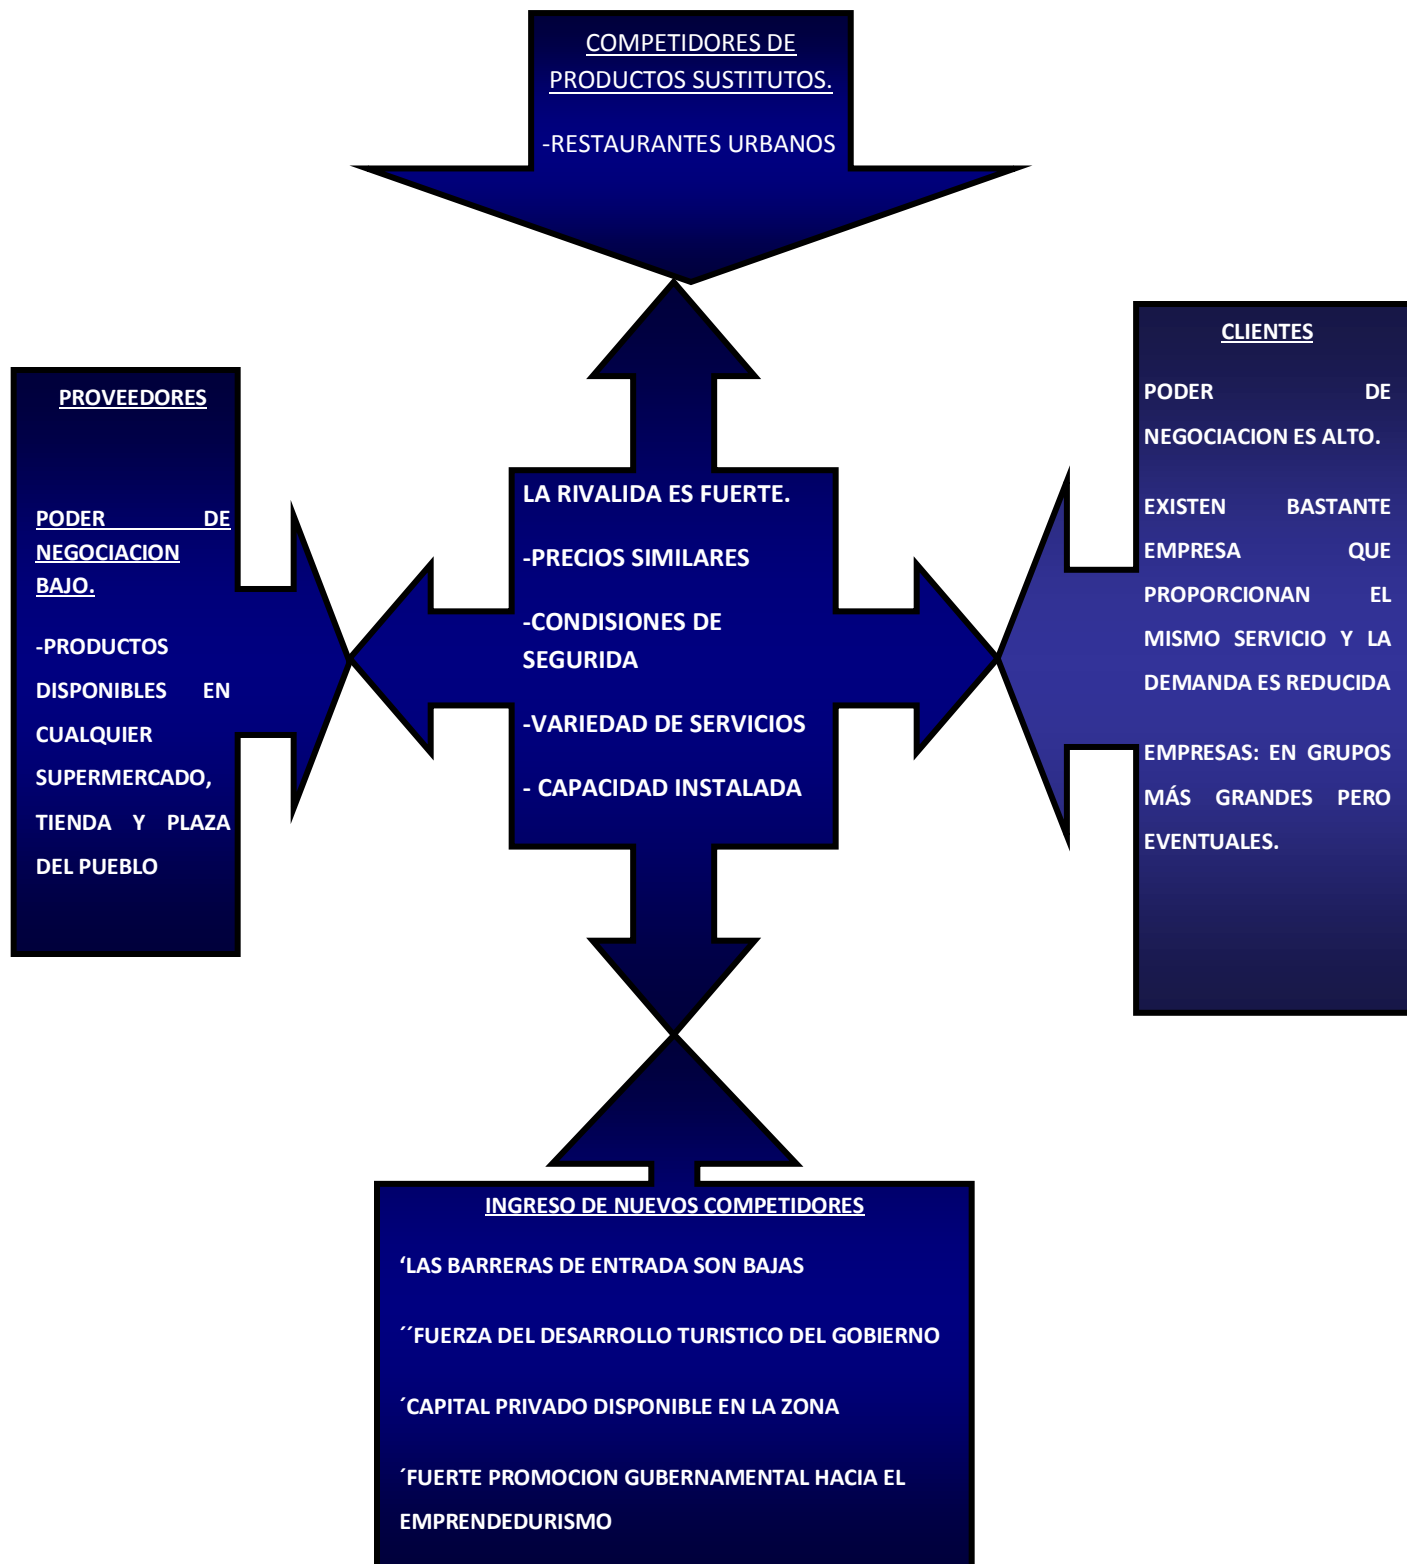 COMPETIDORES DE
PRODUCTOS SUSTITUTOS.
-RESTAURANTES URBANOS
PROVEEDORES
PODER DE
NEGOCIACION
BAJO.
-PRODUCTOS
DISPONIBLES EN
CUALQUIER
SUPERMERCADO,
TIENDA Y PLAZA
DEL PUEBLO
LA RIVALIDA ES FUERTE.
-PRECIOS SIMILARES
-CONDISIONES DE
SEGURIDA
-VARIEDAD DE SERVICIOS
- CAPACIDAD INSTALADA
CLIENTES
PODER DE
NEGOCIACION ES ALTO.
EXISTEN BASTANTE
EMPRESA QUE
PROPORCIONAN EL
MISMO SERVICIO Y LA
DEMANDA ES REDUCIDA
EMPRESAS: EN GRUPOS
MÁS GRANDES PERO
EVENTUALES.
INGRESO DE NUEVOS COMPETIDORES
‘LAS BARRERAS DE ENTRADA SON BAJAS
´´FUERZA DEL DESARROLLO TURISTICO DEL GOBIERNO
´CAPITAL PRIVADO DISPONIBLE EN LA ZONA
´FUERTE PROMOCION GUBERNAMENTAL HACIA EL
EMPRENDEDURISMO